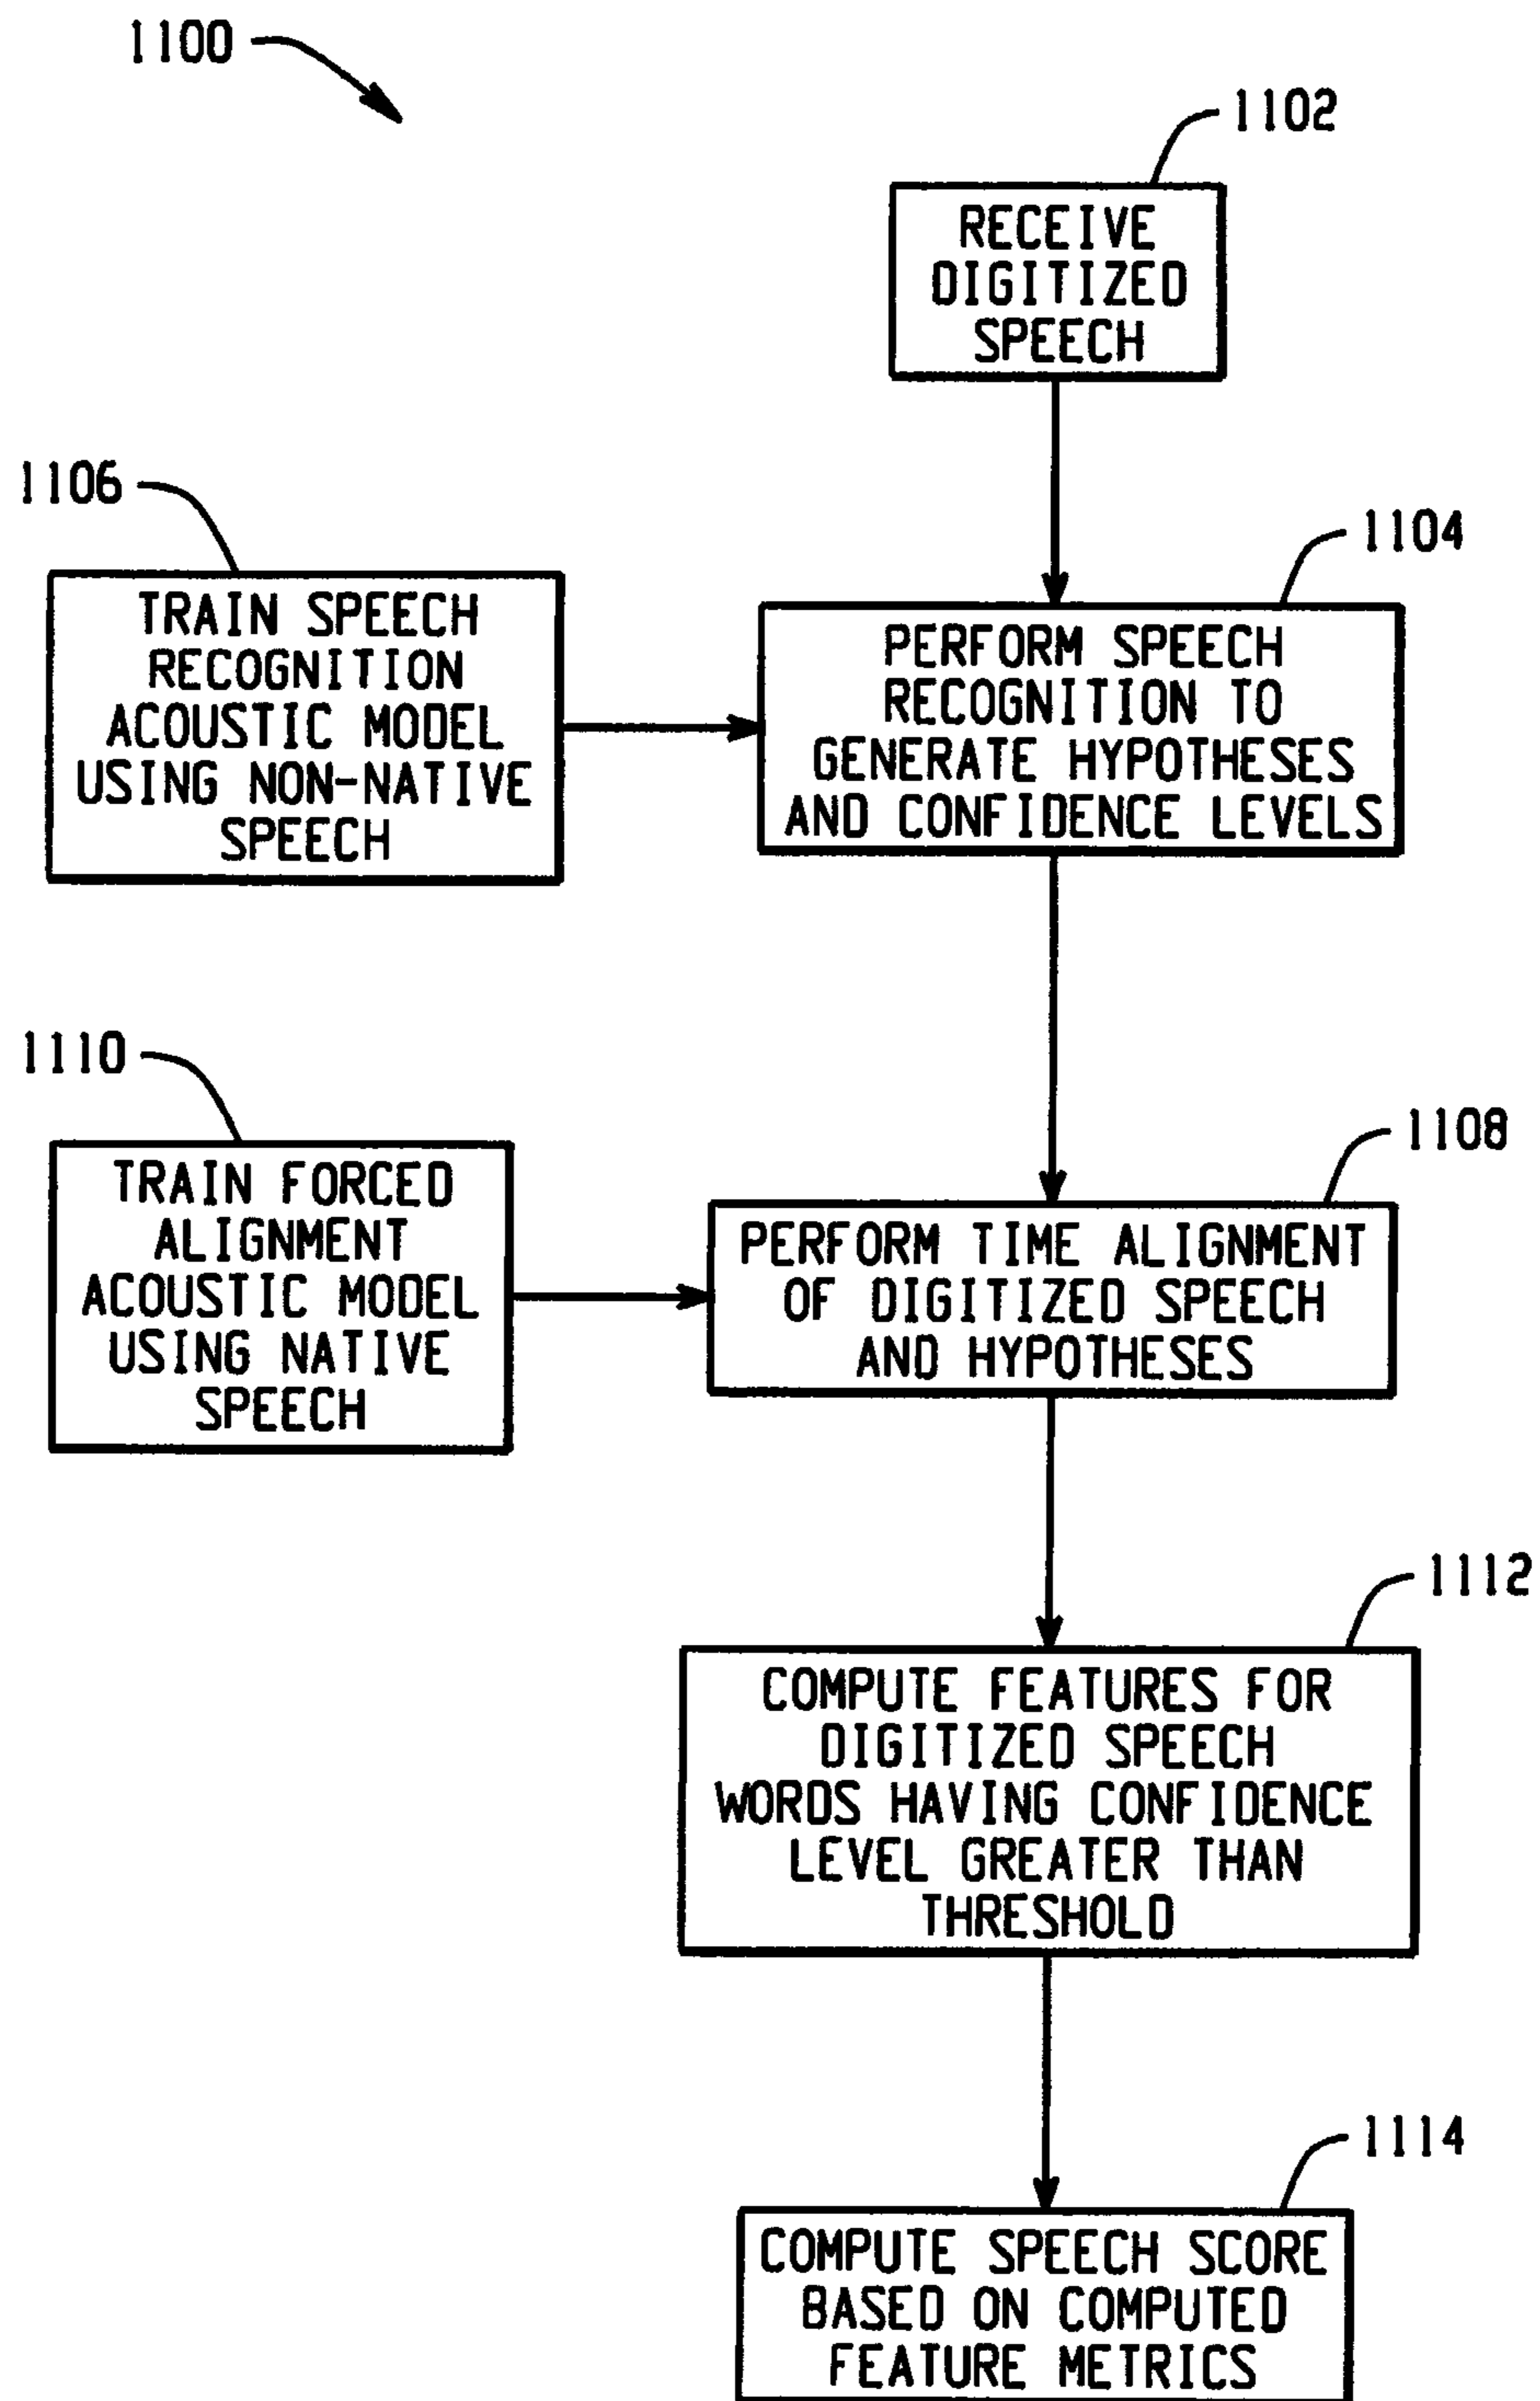 1100
1102
RECEIVE
DIGITIZED
SPEECH
1106
TRAIN SPEECH
RECOGNITION
ACOUSTIC MODEL
USING NON-NATIVE
SPEECH
1104
PERFORM SPEECH
RECOGNITION TO
GENERATE HYPOTHESES
AND CONFIDENCE LEVELS
1110
TRAIN FORCED
ALIGNMENT
ACOUSTIC MODEL
USING NATIVE
SPEECH
1108
PERFORM TIME ALIGNMENT
OF DIGITIZED SPEECH
AND HYPOTHESES
1112
COMPUTE FEATURES FOR
DIGITIZED SPEECH
WORDS HAVING CONFIDENCE
LEVEL GREATER THAN
THRESHOLD
1114
COMPUTE SPEECH SCORE
BASED ON COMPUTED
FEATURE METRICS